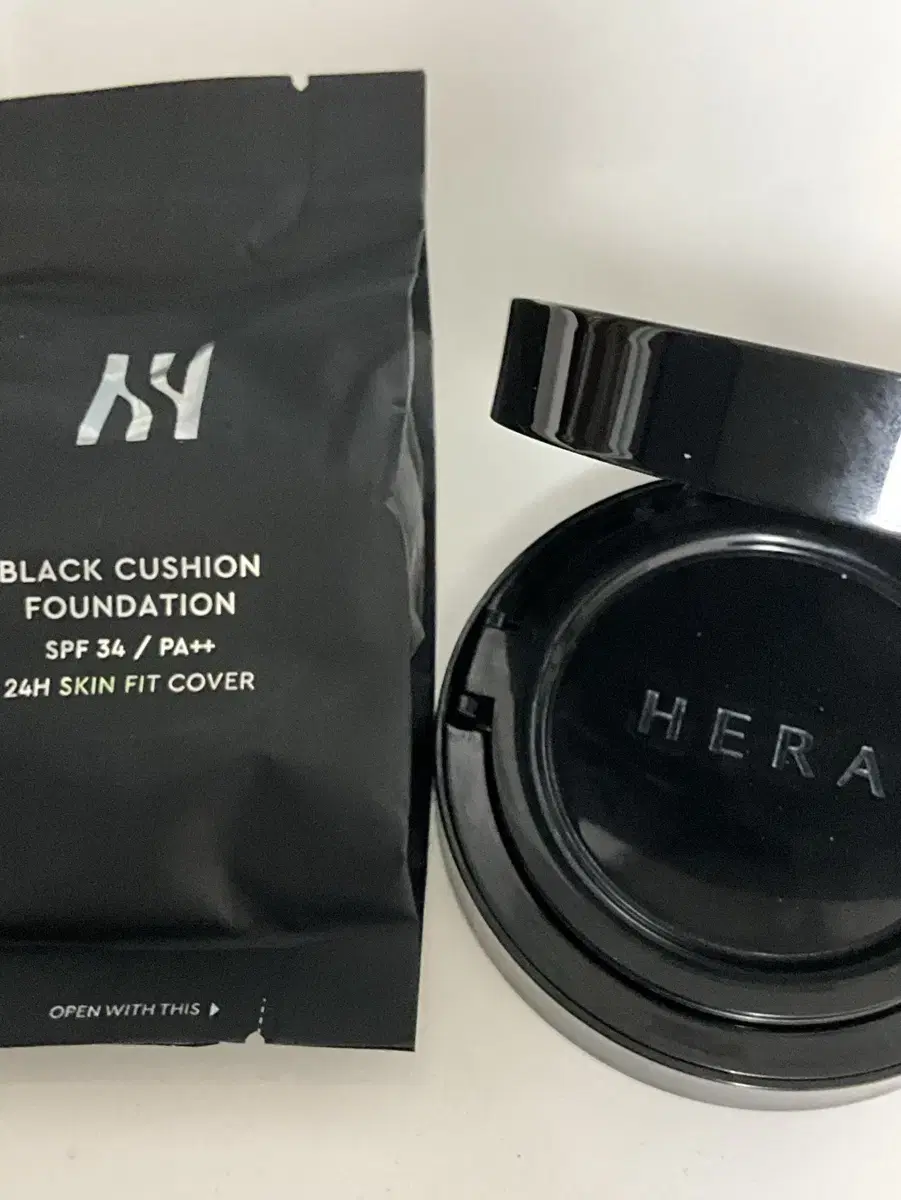 BLACK CUSHION
FOUNDATION
SPF 34 / PA++
24H SKIN FIT COVER
OPEN WITH THIS
HERA